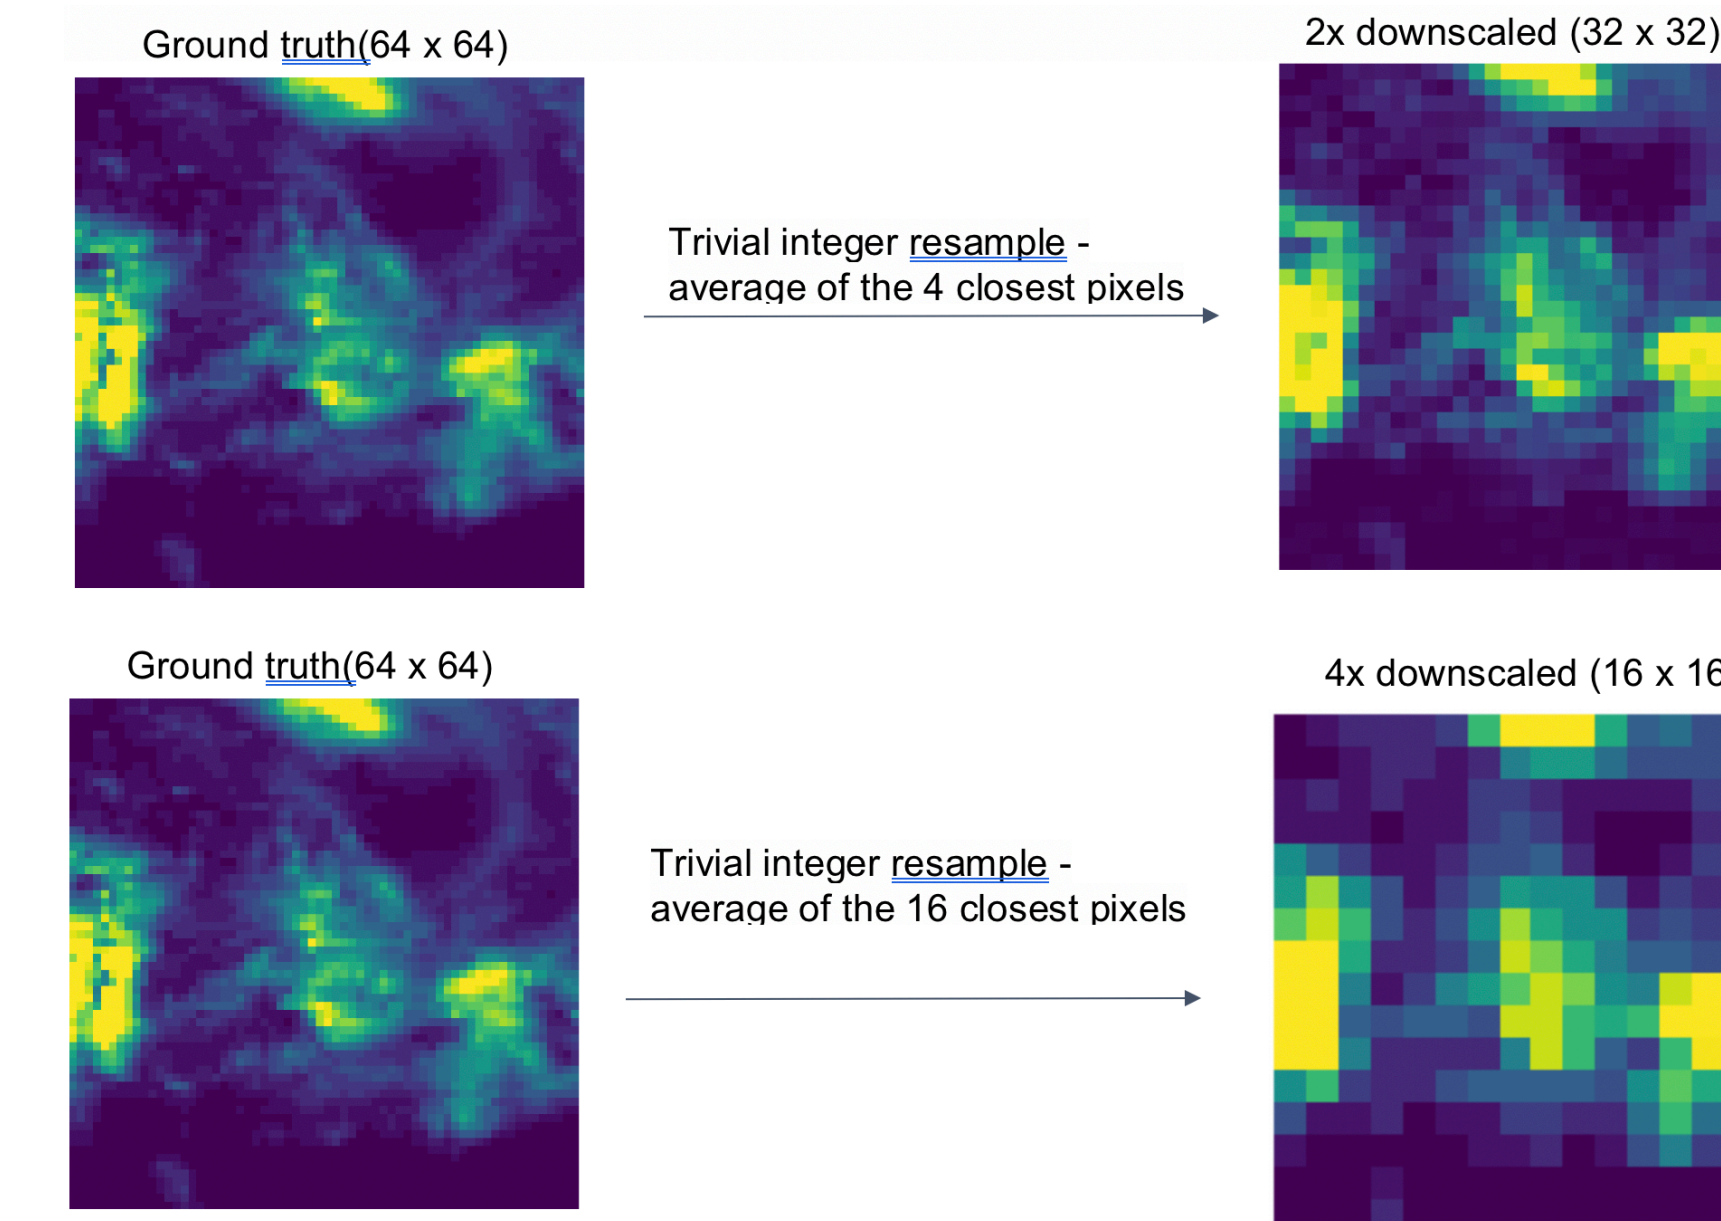 Ground truth(64 x 64)
2x downscaled (32 x 32)
Trivial integer resample -
average of the 4 closest pixels
Ground truth(64 x 64)
4x downscaled (16 x 16
Trivial integer resample -
average of the 16 closest pixels